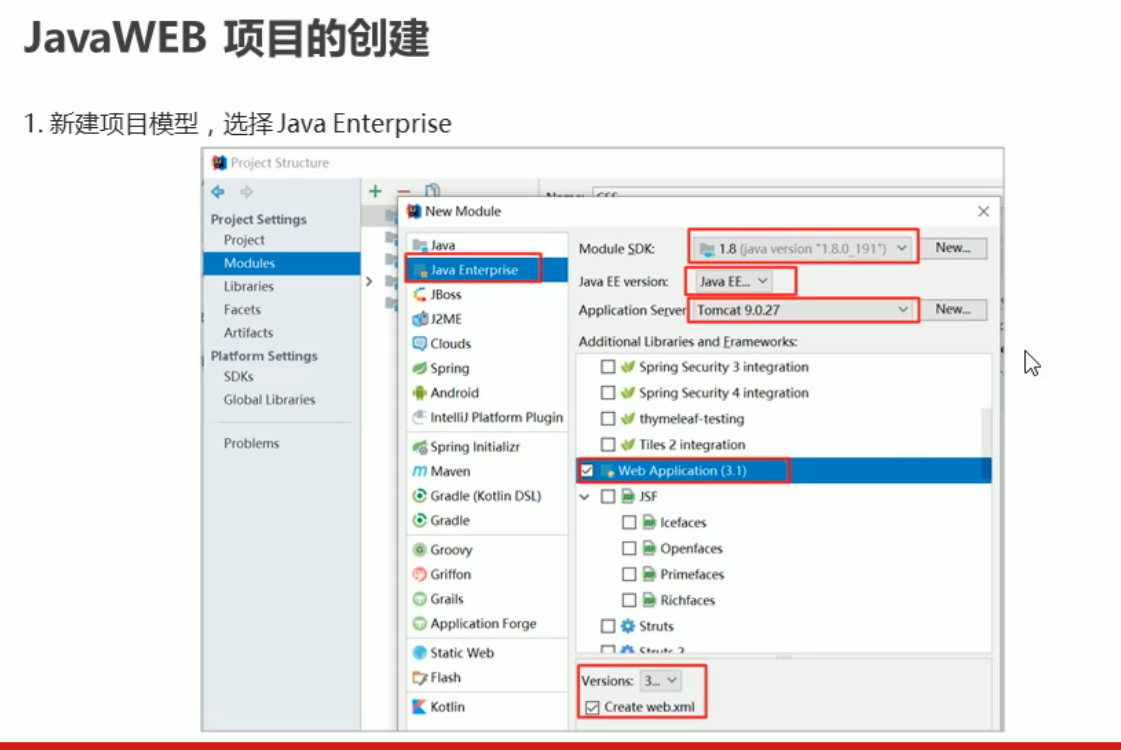 JavaWEB 项目的创建
1. 新建项目模型，选择Java Enterprise
Project Structure
Project Settings
Project
Modules
Libraries
Facets
Artifacts
Platform Settings
SDKs
Global Libraries
Problems
New Module
Java
Java Enterprise
JBoss
J2ME
Clouds
Spring
Android
IntelliJ Platform Plugin
Spring Initializr
Maven
Gradle (Kotlin DSL)
Gradle
Groovy
Griffon
Grails
Application Forge
Static Web
Flash
Kotlin
Module SDK: 1.8 (java version "1.8.0_191") New...
Java EE version: Java EE...
Application Server Tomcat 9.0.27 New...
Additional Libraries and Frameworks:
Spring Security 3 integration
Spring Security 4 integration
thymeleaf-testing
Tiles 2 integration
Web Application (3.1)
JSF
Icefaces
Openfaces
Primefaces
Richfaces
Struts
Struts 2
Versions: 3...
Create web.xml